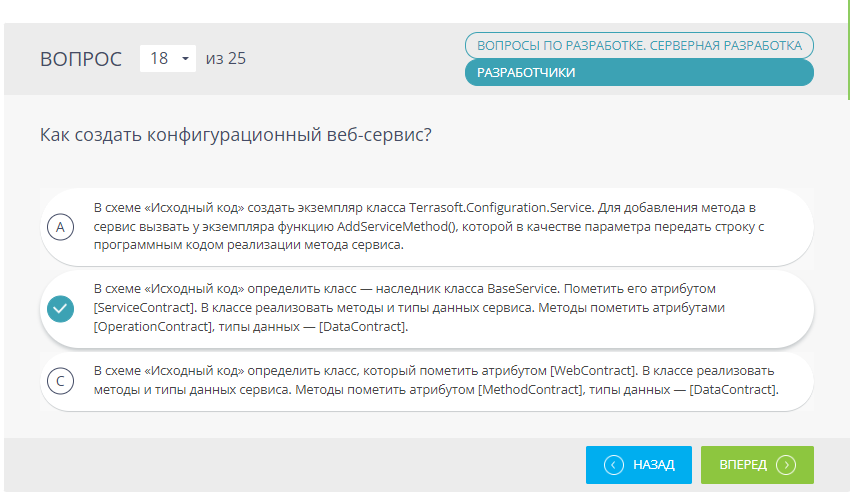 ВОПРОС 18 из 25
ВОПРОСЫ ПО РАЗРАБОТКЕ. СЕРВЕРНАЯ РАЗРАБОТКА
РАЗРАБОТЧИКИ
Как создать конфигурационный веб-сервис?
A
В схеме «Исходный код» создать экземпляр класса Terrasoft.Configuration.Service. Для добавления метода в
сервис вызвать у экземпляра функцию AddServiceMethod(), которой в качестве параметра передать строку с
программным кодом реализации метода сервиса.
В схеме «Исходный код» определить класс — наследник класса BaseService. Пометить его атрибутом
[ServiceContract]. В классе реализовать методы и типы данных сервиса. Методы пометить атрибутами
[OperationContract], типы данных — [DataContract].
C
В схеме «Исходный код» определить класс, который пометить атрибутом [WebContract]. В классе реализовать
методы и типы данных сервиса. Методы пометить атрибутом [MethodContract], типы данных — [DataContract].
НАЗАД
ВПЕРЕД